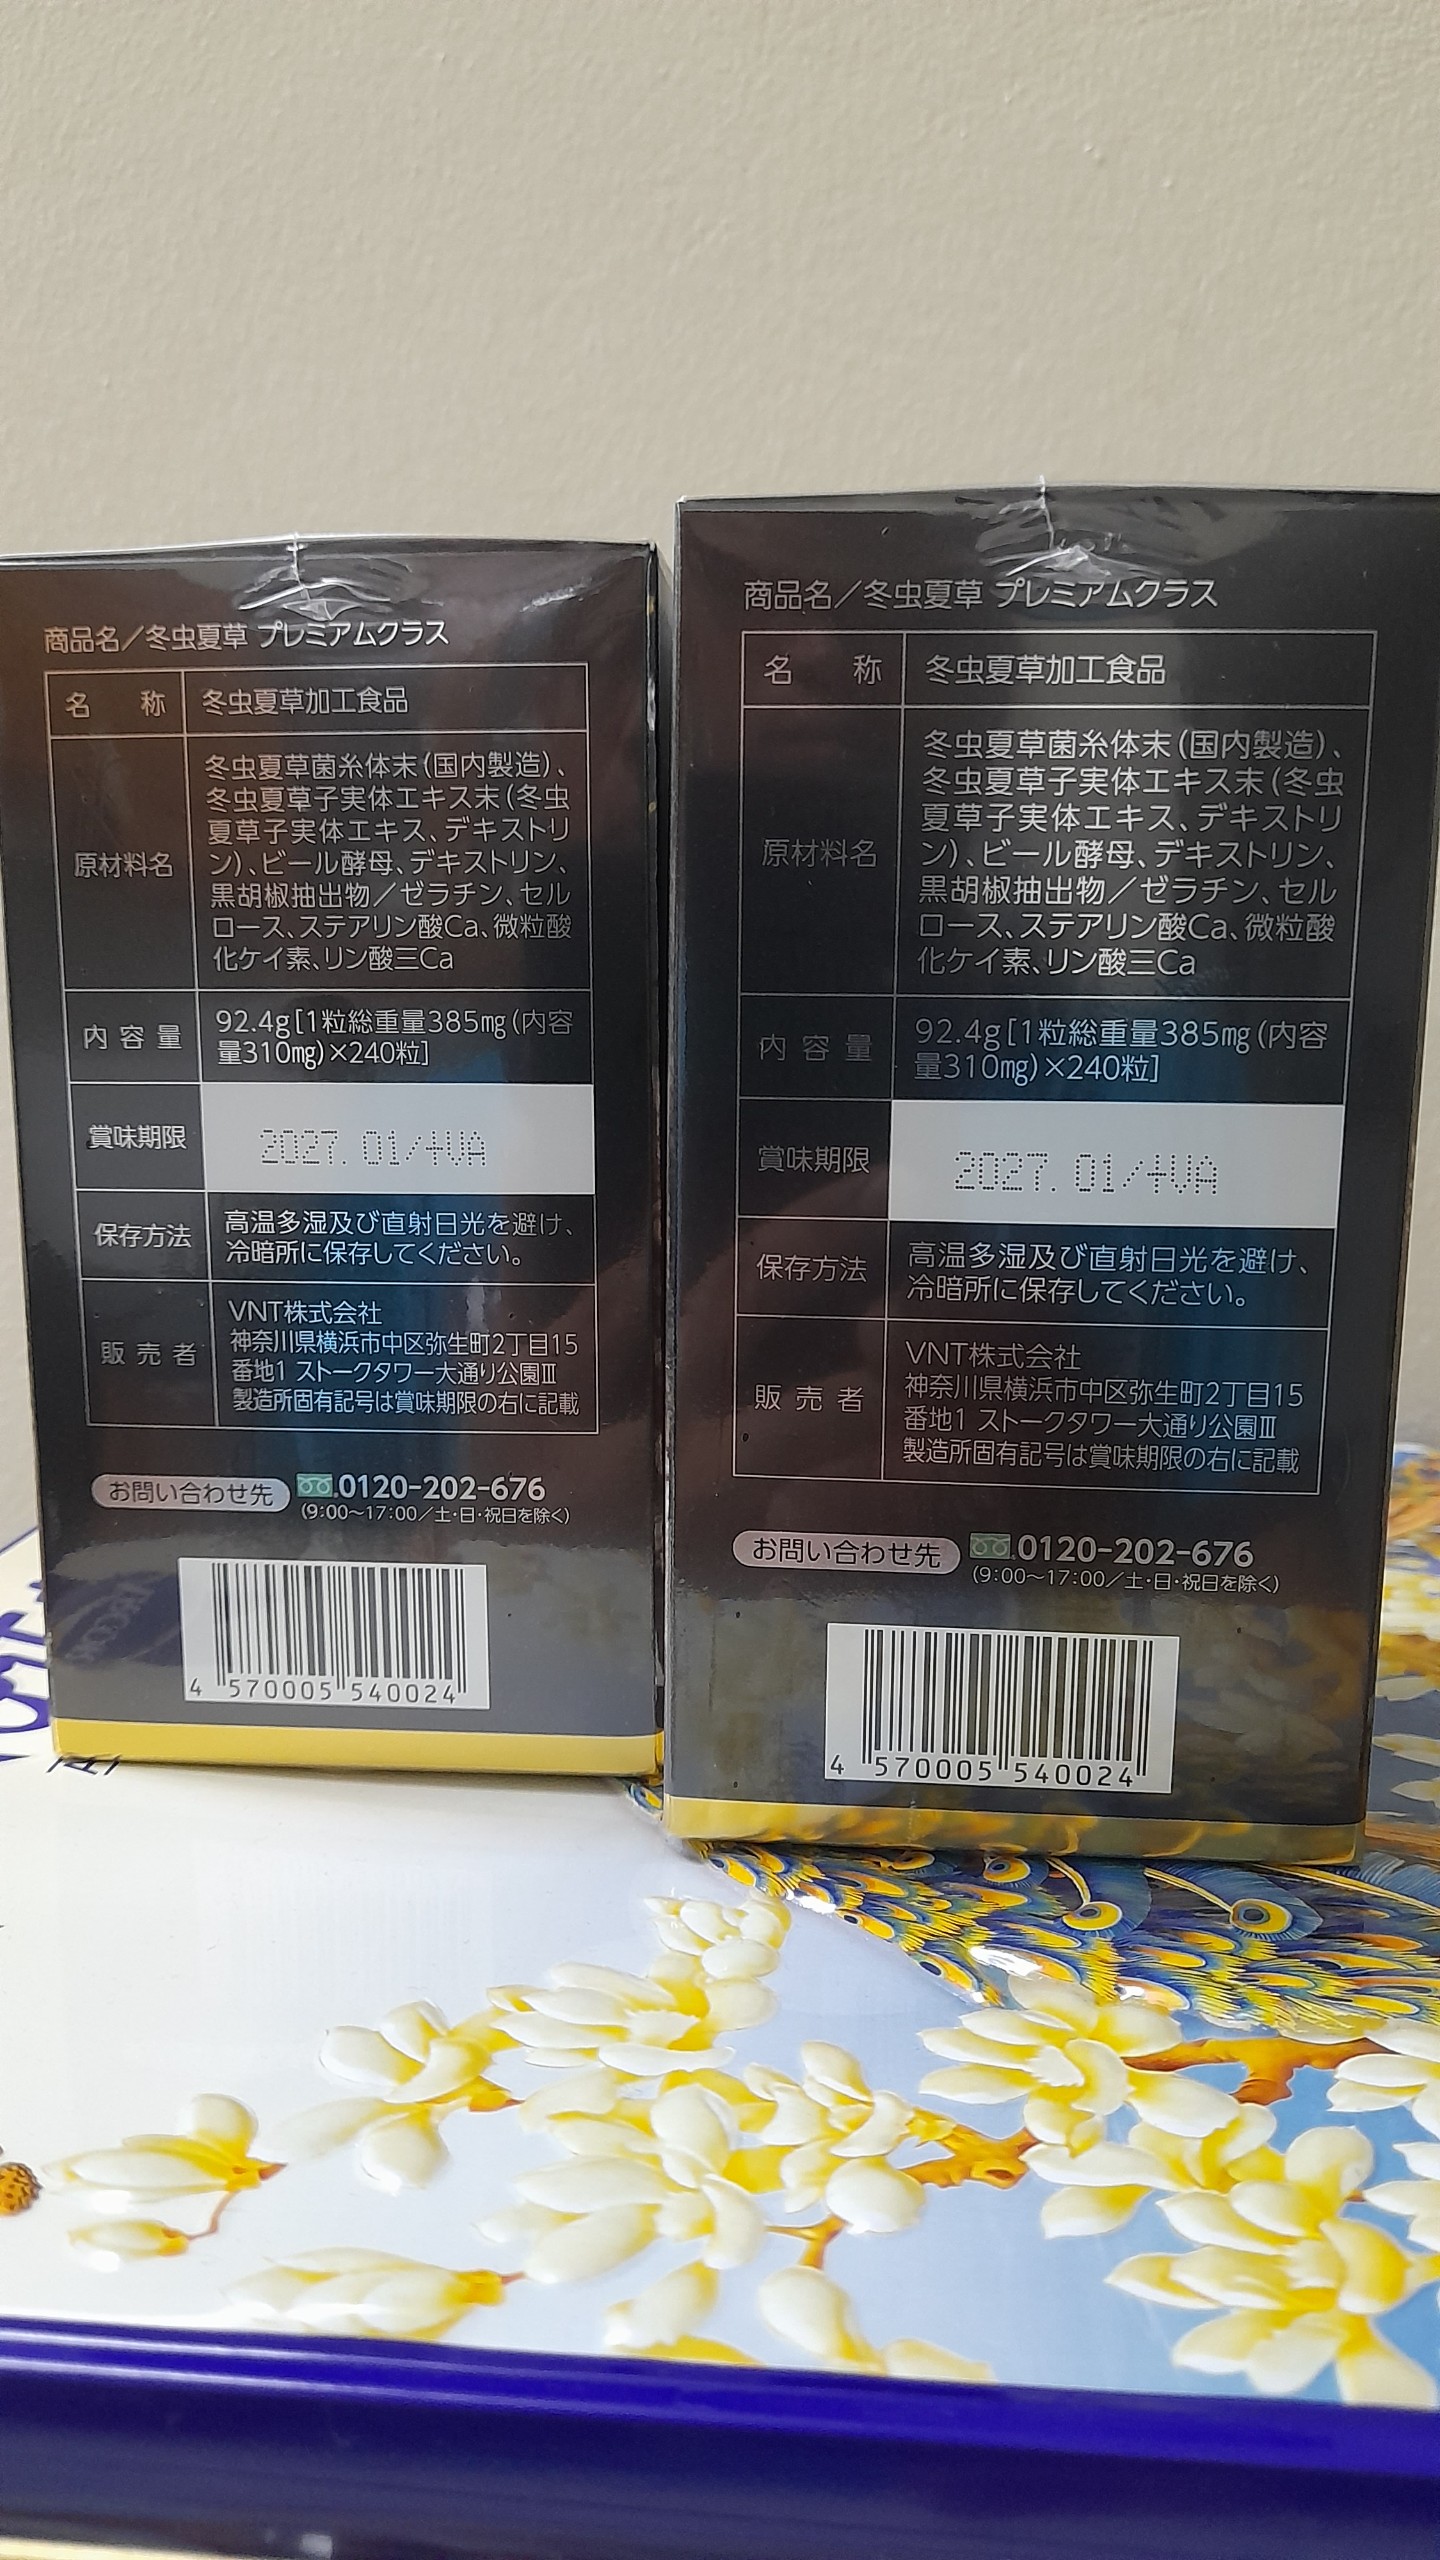 商品名／冬虫夏草 プレミアムクラス
名 称
冬虫夏草加工食品
原材料名
冬虫夏草菌糸体末(国内製造)、
冬虫夏草子実体エキス末(冬虫
夏草子実体エキス、デキストリ
ン)、ビール酵母、デキストリン、
黒胡椒抽出物／ゼラチン、セル
ロース、ステアリン酸Ca、微粒酸
化ケイ素、リン酸三Ca
内容量
92.4g[1粒総重量385㎎(内容
量310㎎)×240粒]
賞味期限
2027. 01/+VA
保存方法
高温多湿及び直射日光を避け、
冷暗所に保存してください。
販売者
VNT株式会社
神奈川県横浜市中区弥生町2丁目15
番地1 ストークタワー大通り公園Ⅲ
製造所固有記号は賞味期限の右に記載
お問い合わせ先 0120-202-676
(9:00〜17:00／土・日・祝日を除く)
4 570005 540024
商品名／冬虫夏草 プレミアムクラス
名 称
冬虫夏草加工食品
原材料名
冬虫夏草菌糸体末(国内製造)、
冬虫夏草子実体エキス末(冬虫
夏草子実体エキス、デキストリ
ン)、ビール酵母、デキストリン、
黒胡椒抽出物／ゼラチン、セル
ロース、ステアリン酸Ca、微粒酸
化ケイ素、リン酸三Ca
内容量
92.4g[1粒総重量385㎎(内容
量310㎎)×240粒]
賞味期限
2027. 01/+VA
保存方法
高温多湿及び直射日光を避け、
冷暗所に保存してください。
販売者
VNT株式会社
神奈川県横浜市中区弥生町2丁目15
番地1 ストークタワー大通り公園Ⅲ
製造所固有記号は賞味期限の右に記載
お問い合わせ先 0120-202-676
(9:00〜17:00／土・日・祝日を除く)
4 570005 540024